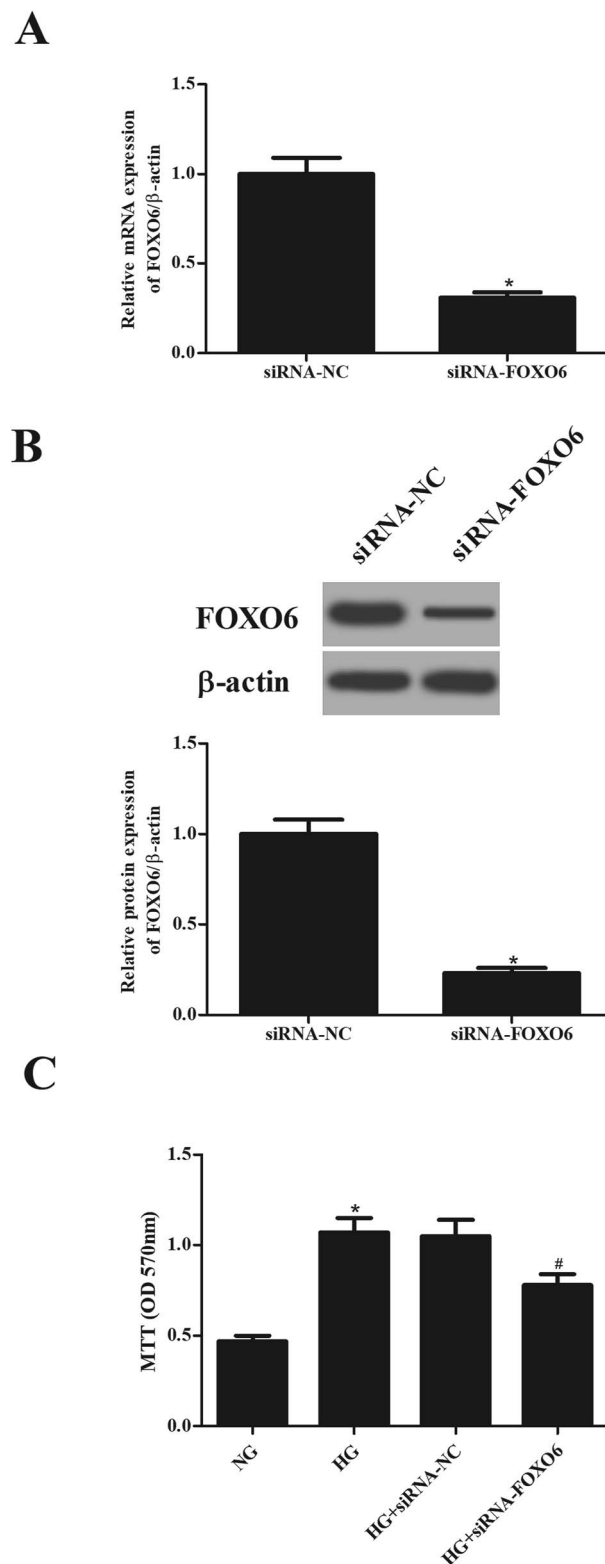 A
Relative mRNA expression
of FOXO6/β-actin
1.5
1.0
0.5
0.0
*
siRNA-NC
siRNA-FOXO6
B
siRNA-NC
siRNA-FOXO6
FOXO6
β-actin
Relative protein expression
of FOXO6/β-actin
1.5
1.0
0.5
0.0
*
siRNA-NC
siRNA-FOXO6
C
MTT (OD 570nm)
1.5
1.0
0.5
0.0
*
#
NG
HG
HG+siRNA-NC
HG+siRNA-FOXO6